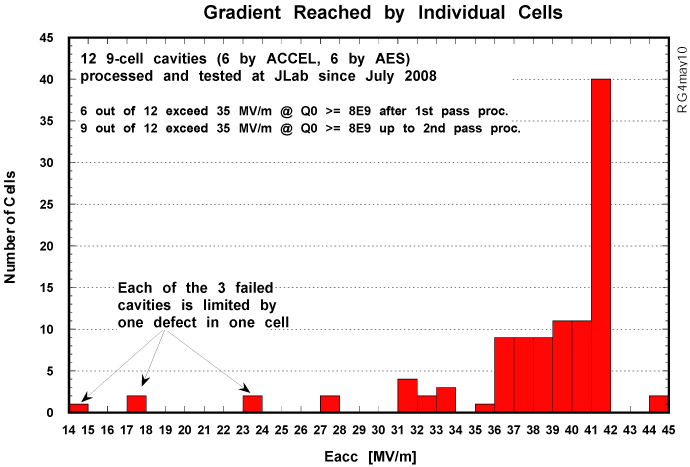 Gradient Reached by Individual Cells
12 9-cell cavities (6 by ACCEL, 6 by AES)
processed and tested at JLab since July 2008
6 out of 12 exceed 35 MV/m @ Q0 >= 8E9 after 1st pass proc.
9 out of 12 exceed 35 MV/m @ Q0 >= 8E9 up to 2nd pass proc.
RG4may10
Number of Cells
45
40
35
30
25
20
15
10
5
0
Each of the 3 failed
cavities is limited by
one defect in one cell
14 15 16 17 18 19 20 21 22 23 24 25 26 27 28 29 30 31 32 33 34 35 36 37 38 39 40 41 42 43 44 45
Eacc [MV/m]